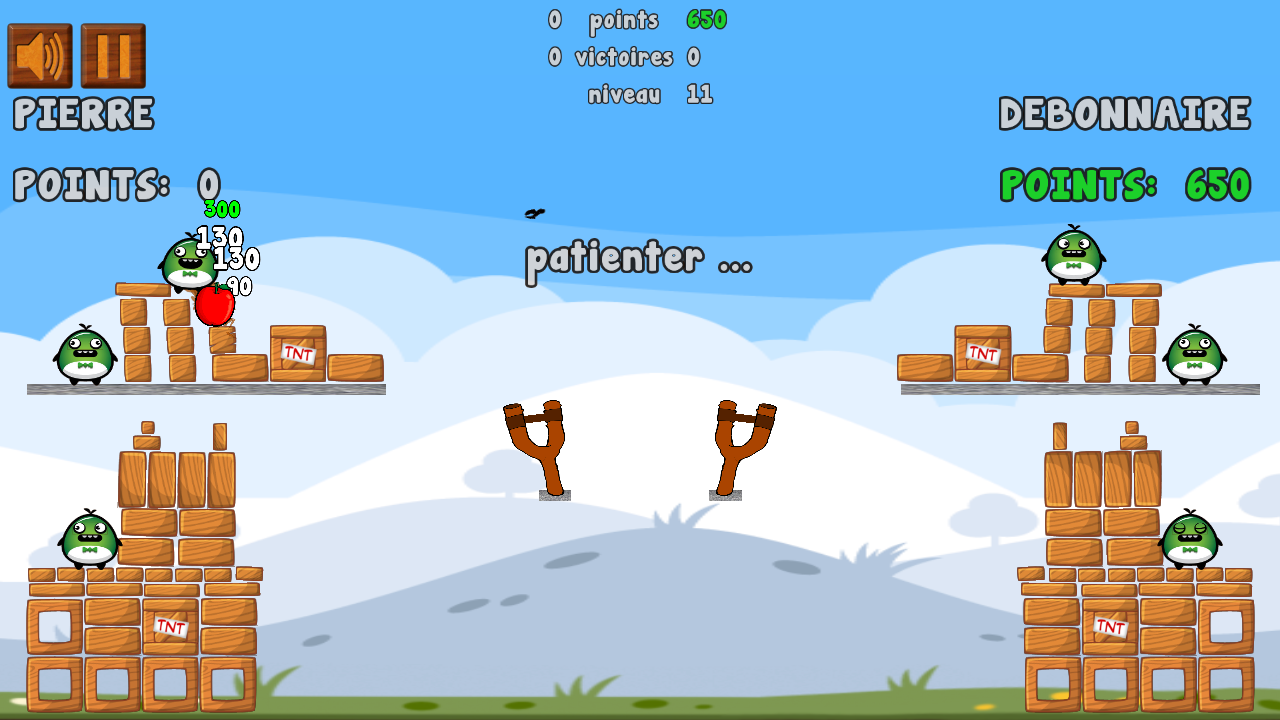 0 points 650
0 victoires 0
niveau 11
PIERRE
DEBONNAIRE
POINTS: 0
POINTS: 650
300
130
130
90
patienter ...
TNT
TNT
TNT
TNT